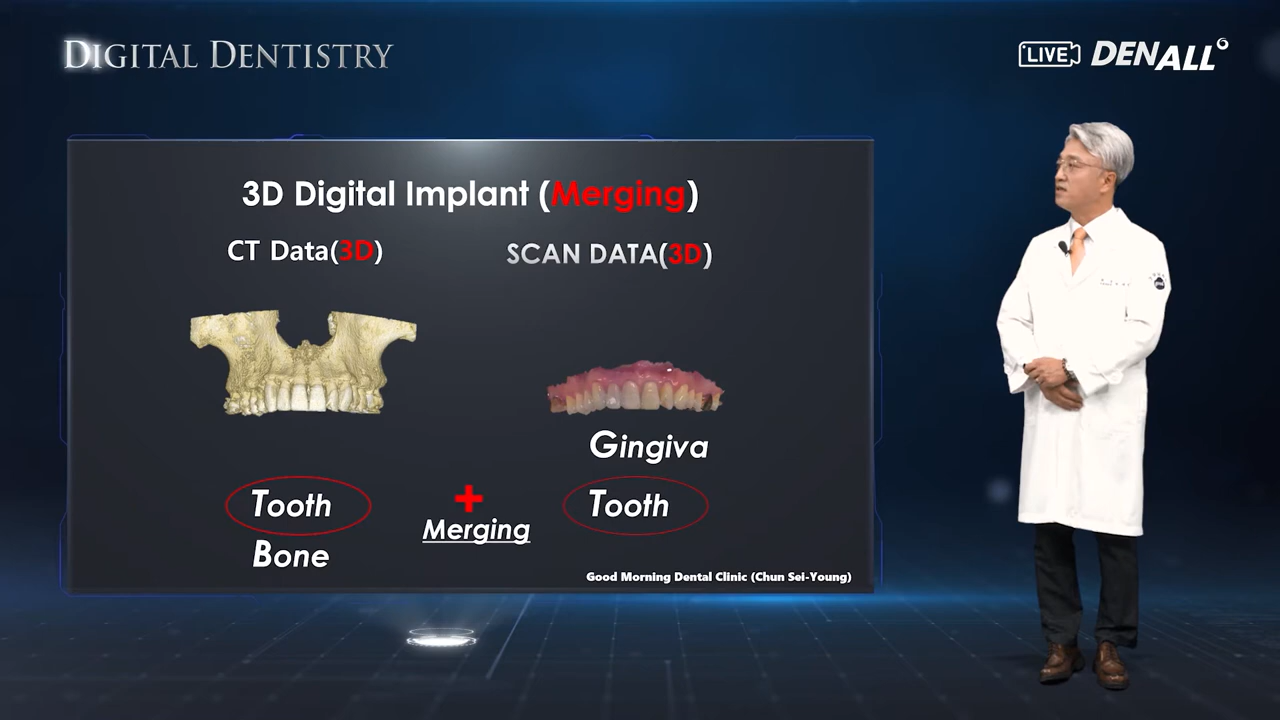 DIGITAL DENTISTRY
LIVE DENALL
3D Digital Implant (Merging)
CT Data(3D)
SCAN DATA(3D)
Gingiva
Tooth
+
Tooth
Merging
Bone
Good Morning Dental Clinic (Chun Sei-Young)